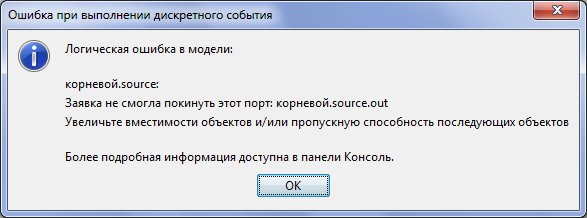 Ошибка при выполнении дискретного события
Логическая ошибка в модели:
корневой.source:
Заявка не смогла покинуть этот порт: корневой.source.out
Увеличьте вместимости объектов и/или пропускную способность последующих объектов
Более подробная информация доступна в панели Консоль.
OK